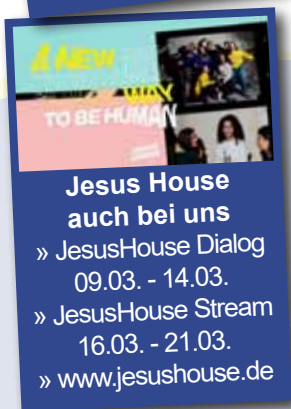 A NEW
WAY
TO BE HUMAN
Jesus House
auch bei uns
» JesusHouse Dialog
09.03. - 14.03.
» JesusHouse Stream
16.03. - 21.03.
» www.jesushouse.de